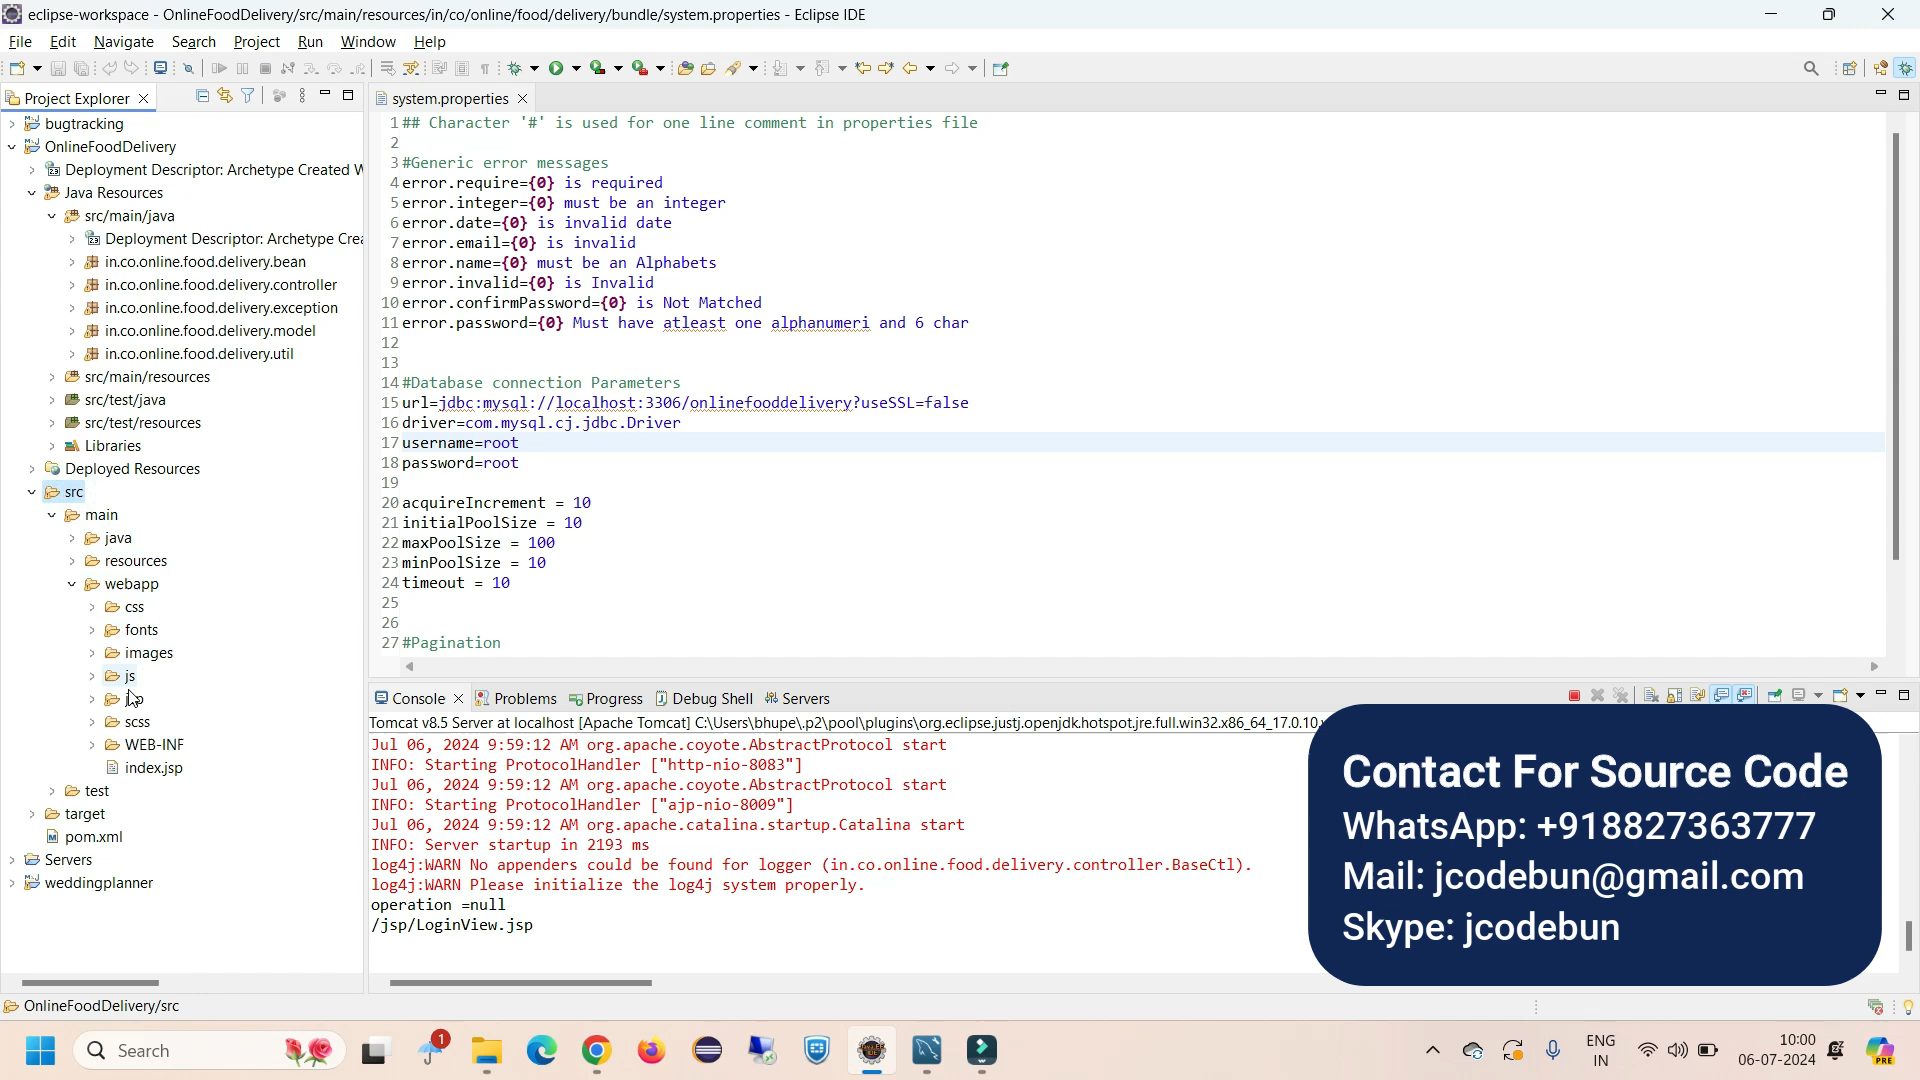 eclipse-workspace - OnlineFoodDelivery/src/main/resources/in/co/online/food/delivery/bundle/system.properties - Eclipse IDE
File Edit Navigate Search Project Run Window Help
Project Explorer
system.properties
bugtracking
OnlineFoodDelivery
Deployment Descriptor: Archetype Created W
Java Resources
src/main/java
Deployment Descriptor: Archetype Crea
in.co.online.food.delivery.bean
in.co.online.food.delivery.controller
in.co.online.food.delivery.exception
in.co.online.food.delivery.model
in.co.online.food.delivery.util
src/main/resources
src/test/java
src/test/resources
Libraries
Deployed Resources
src
main
java
resources
webapp
css
fonts
images
js
scss
WEB-INF
index.jsp
test
target
pom.xml
Servers
weddingplanner
1 ## Character '#' is used for one line comment in properties file
2
3 #Generic error messages
4 error.require={0} is required
5 error.integer={0} must be an integer
6 error.date={0} is invalid date
7 error.email={0} is invalid
8 error.name={0} must be an Alphabets
9 error.invalid={0} is Invalid
10 error.confirmPassword={0} is Not Matched
11 error.password={0} Must have atleast one alphanumeri and 6 char
12
13
14 #Database connection Parameters
15 url=jdbc:mysql://localhost:3306/onlinefooddelivery?useSSL=false
16 driver=com.mysql.cj.jdbc.Driver
17 username=root
18 password=root
19
20 acquireIncrement = 10
21 initialPoolSize = 10
22 maxPoolSize = 100
23 minPoolSize = 10
24 timeout = 10
25
26
27 #Pagination
Console Problems Progress Debug Shell Servers
Tomcat v8.5 Server at localhost [Apache Tomcat] C:\Users\bhupe\.p2\pool\plugins\org.eclipse.justj.openjdk.hotspot.jre.full.win32.x86_64_17.0.10.v
Jul 06, 2024 9:59:12 AM org.apache.coyote.AbstractProtocol start
INFO: Starting ProtocolHandler ["http-nio-8083"]
Jul 06, 2024 9:59:12 AM org.apache.coyote.AbstractProtocol start
INFO: Starting ProtocolHandler ["ajp-nio-8009"]
Jul 06, 2024 9:59:12 AM org.apache.catalina.startup.Catalina start
INFO: Server startup in 2193 ms
log4j:WARN No appenders could be found for logger (in.co.online.food.delivery.controller.BaseCtl).
log4j:WARN Please initialize the log4j system properly.
operation =null
/jsp/LoginView.jsp
Contact For Source Code
WhatsApp: +918827363777
Mail: jcodebun@gmail.com
Skype: jcodebun
OnlineFoodDelivery/src
Search
1
ENG
IN
10:00
06-07-2024
PRE